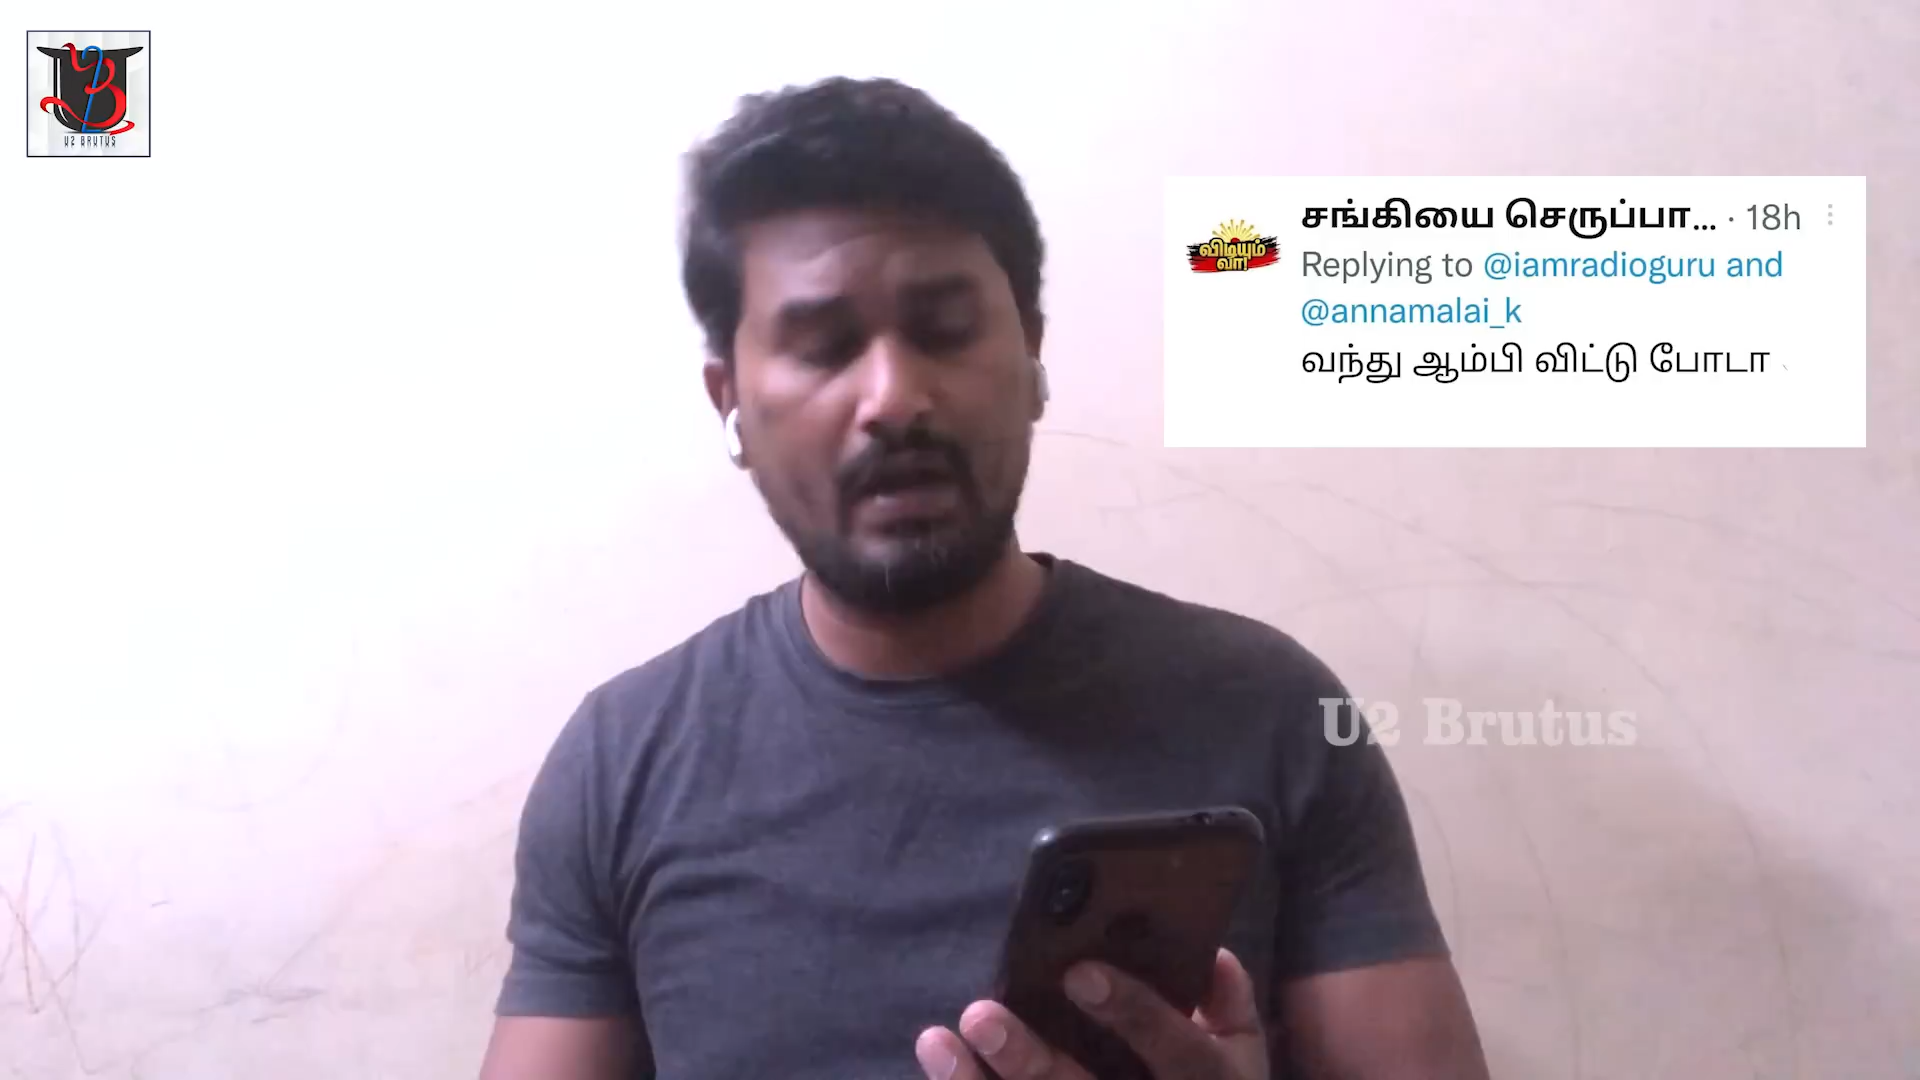 U2 BRUTUS
சங்கியை செருப்பா... · 18h
விடியும்
வா!
Replying to @iamradioguru and
@annamalai_k
வந்து ஆம்பி விட்டு போடா
U2 Brutus